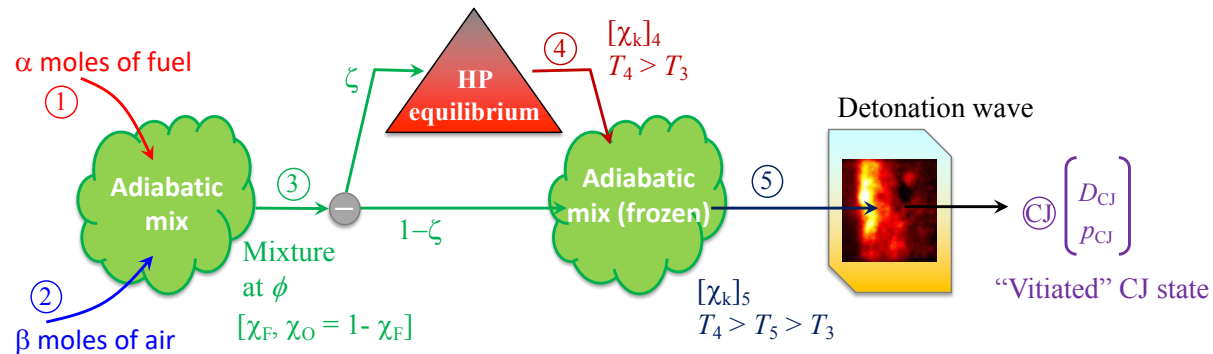 α moles of fuel
①
Adiabatic
mix
②
β moles of air
③
Mixture
at ϕ
[χF, χO = 1- χF]
−
ζ
1−ζ
HP
equilibrium
④
[χk]4
T4 > T3
Adiabatic
mix (frozen)
⑤
[χk]5
T4 > T5 > T3
Detonation wave
CJ
DCJ
pCJ
“Vitiated” CJ state